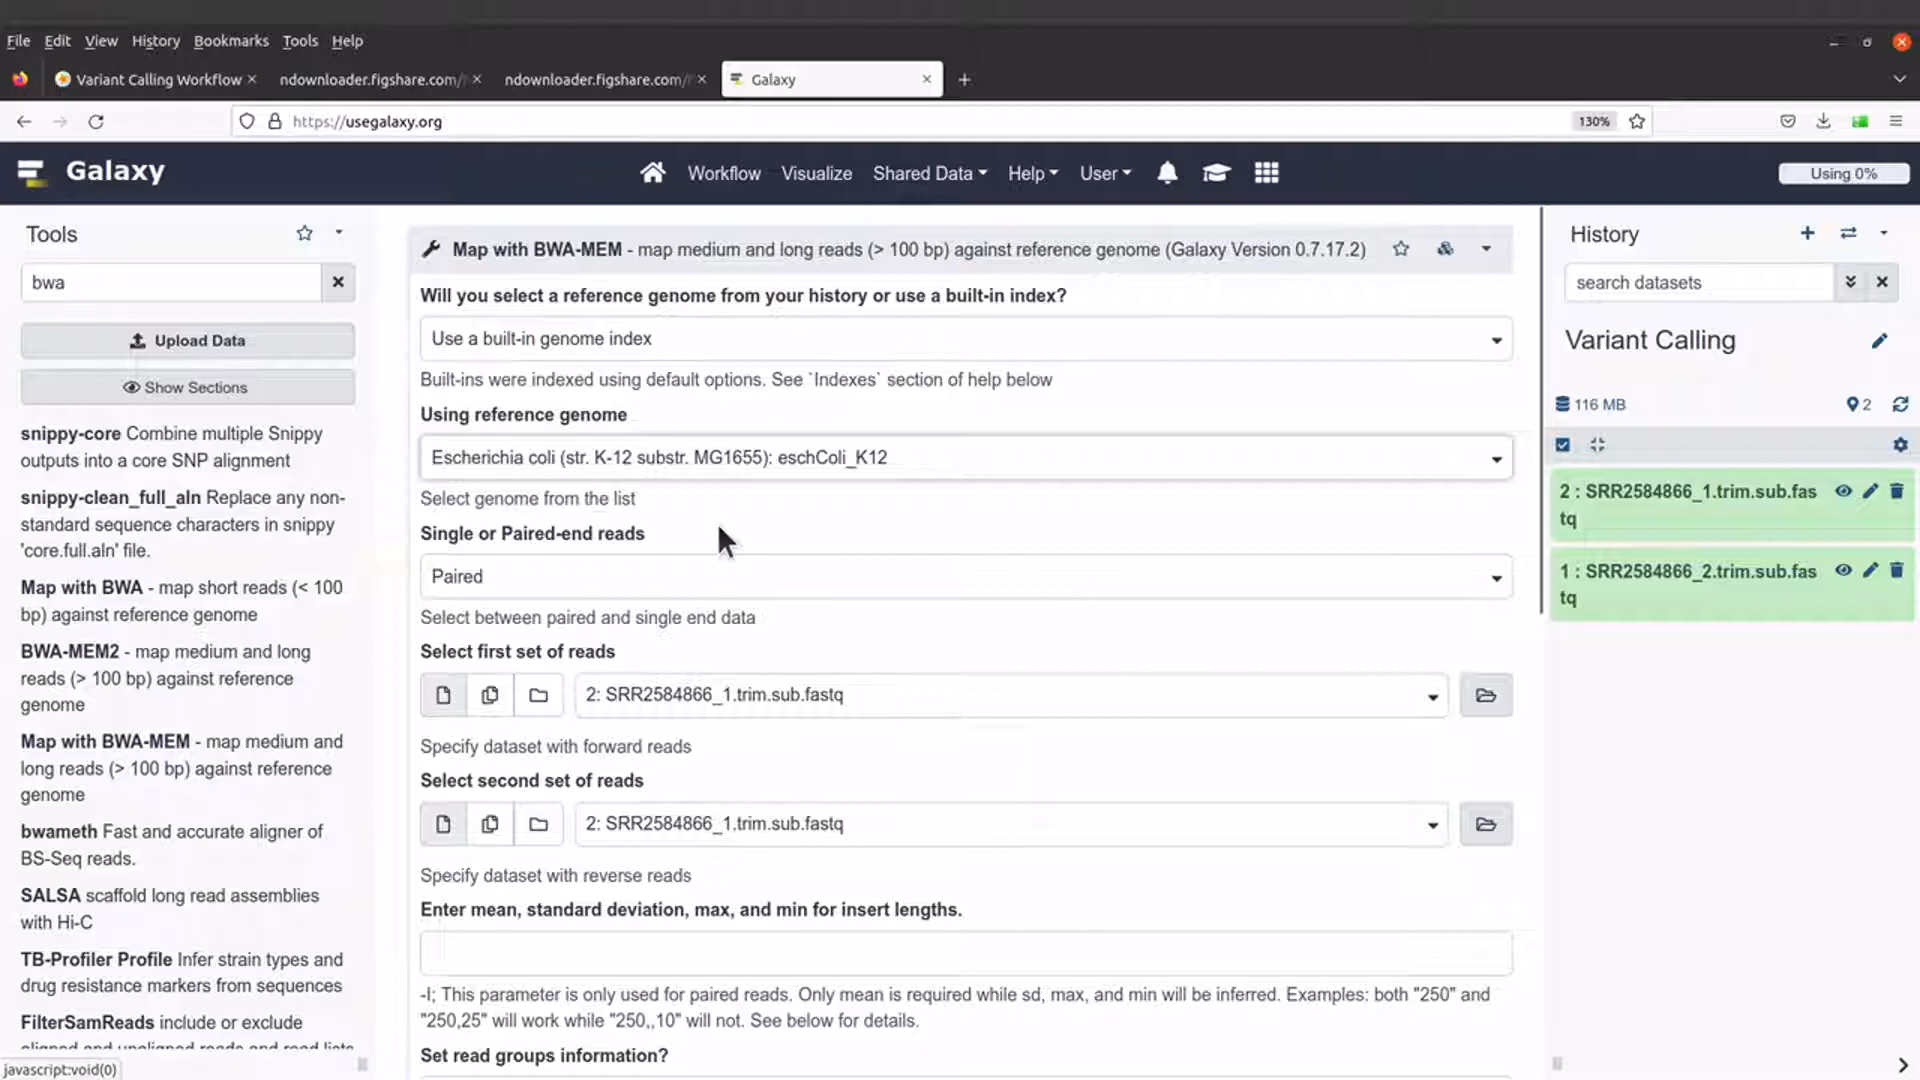 File Edit View History Bookmarks Tools Help
Variant Calling Workflow
ndownloader.figshare.com/
ndownloader.figshare.com/
Galaxy
https://usegalaxy.org
130%
Galaxy
Workflow Visualize Shared Data Help User
Using 0%
Tools
bwa
Upload Data
Show Sections
snippy-core Combine multiple Snippy
outputs into a core SNP alignment
snippy-clean_full_aln Replace any non-
standard sequence characters in snippy
'core.full.aln' file.
Map with BWA - map short reads (< 100
bp) against reference genome
BWA-MEM2 - map medium and long
reads (> 100 bp) against reference
genome
Map with BWA-MEM - map medium and
long reads (> 100 bp) against reference
genome
bwameth Fast and accurate aligner of
BS-Seq reads.
SALSA scaffold long read assemblies
with Hi-C
TB-Profiler Profile Infer strain types and
drug resistance markers from sequences
FilterSamReads include or exclude
aligned and unaligned reads and read lists
javascript:void(0)
Map with BWA-MEM - map medium and long reads (> 100 bp) against reference genome (Galaxy Version 0.7.17.2)
Will you select a reference genome from your history or use a built-in index?
Use a built-in genome index
Built-ins were indexed using default options. See `Indexes` section of help below
Using reference genome
Escherichia coli (str. K-12 substr. MG1655): eschColi_K12
Select genome from the list
Single or Paired-end reads
Paired
Select between paired and single end data
Select first set of reads
2: SRR2584866_1.trim.sub.fastq
Specify dataset with forward reads
Select second set of reads
2: SRR2584866_1.trim.sub.fastq
Specify dataset with reverse reads
Enter mean, standard deviation, max, and min for insert lengths.
-I; This parameter is only used for paired reads. Only mean is required while sd, max, and min will be inferred. Examples: both "250" and
"250,25" will work while "250,,10" will not. See below for details.
Set read groups information?
History
search datasets
Variant Calling
116 MB
2
2 : SRR2584866_1.trim.sub.fas
tq
1 : SRR2584866_2.trim.sub.fas
tq